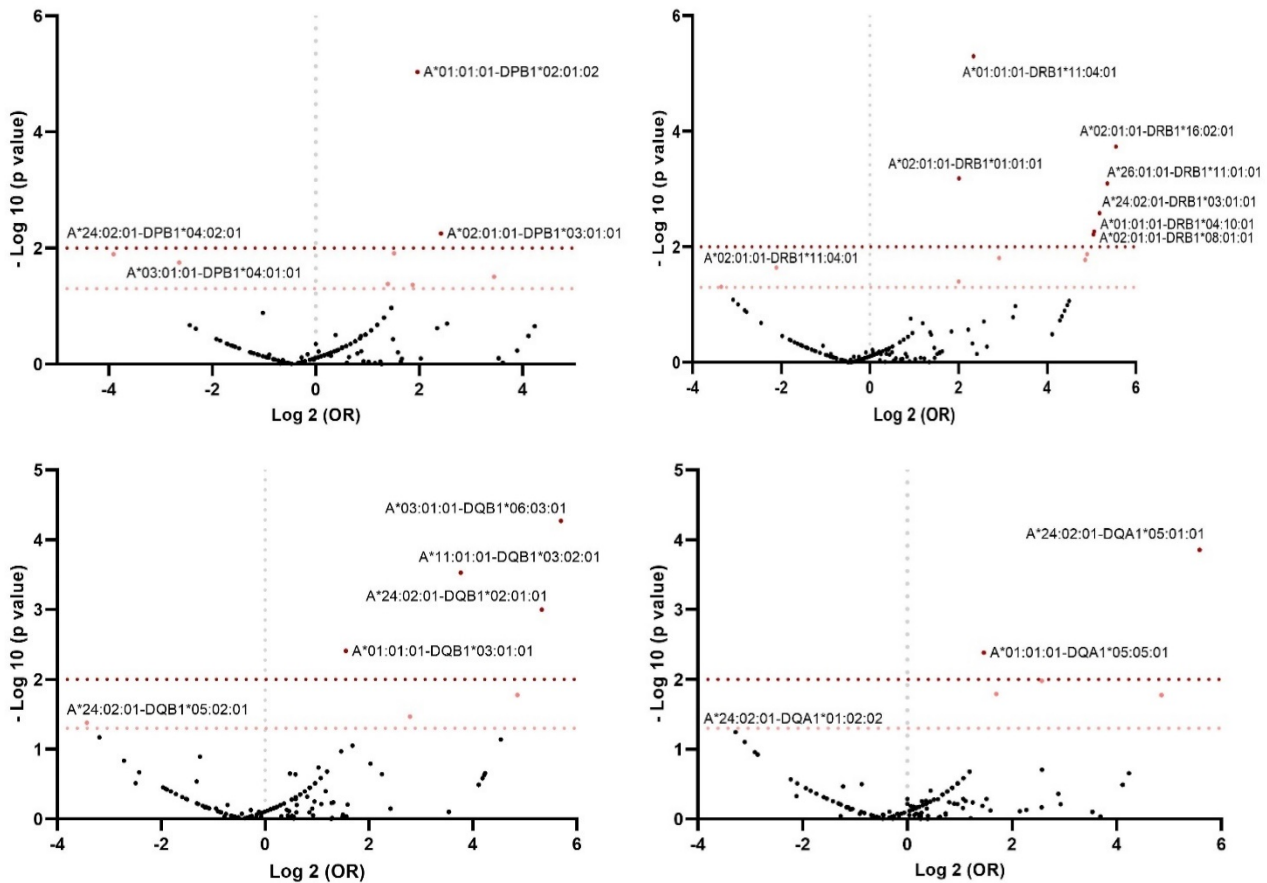 6
4
2
0
- Log 10 (p value)
A*01:01:01-DPB1*02:01:02
A*24:02:01-DPB1*04:02:01
A*02:01:01-DPB1*03:01:01
A*03:01:01-DPB1*04:01:01
-4 -2 0 2 4
Log 2 (OR)
6
4
2
0
- Log 10 (p value)
A*01:01:01-DRB1*11:04:01
A*02:01:01-DRB1*16:02:01
A*02:01:01-DRB1*01:01:01
A*26:01:01-DRB1*11:01:01
A*24:02:01-DRB1*03:01:01
A*01:01:01-DRB1*04:10:01
A*02:01:01-DRB1*08:01:01
A*02:01:01-DRB1*11:04:01
-4 -2 0 2 4 6
Log 2 (OR)
5
4
3
2
1
0
- Log 10 (p value)
A*03:01:01-DQB1*06:03:01
A*11:01:01-DQB1*03:02:01
A*24:02:01-DQB1*02:01:01
A*01:01:01-DQB1*03:01:01
A*24:02:01-DQB1*05:02:01
-4 -2 0 2 4 6
Log 2 (OR)
5
4
3
2
1
0
- Log 10 (p value)
A*24:02:01-DQA1*05:01:01
A*01:01:01-DQA1*05:05:01
A*24:02:01-DQA1*01:02:02
-4 -2 0 2 4 6
Log 2 (OR)